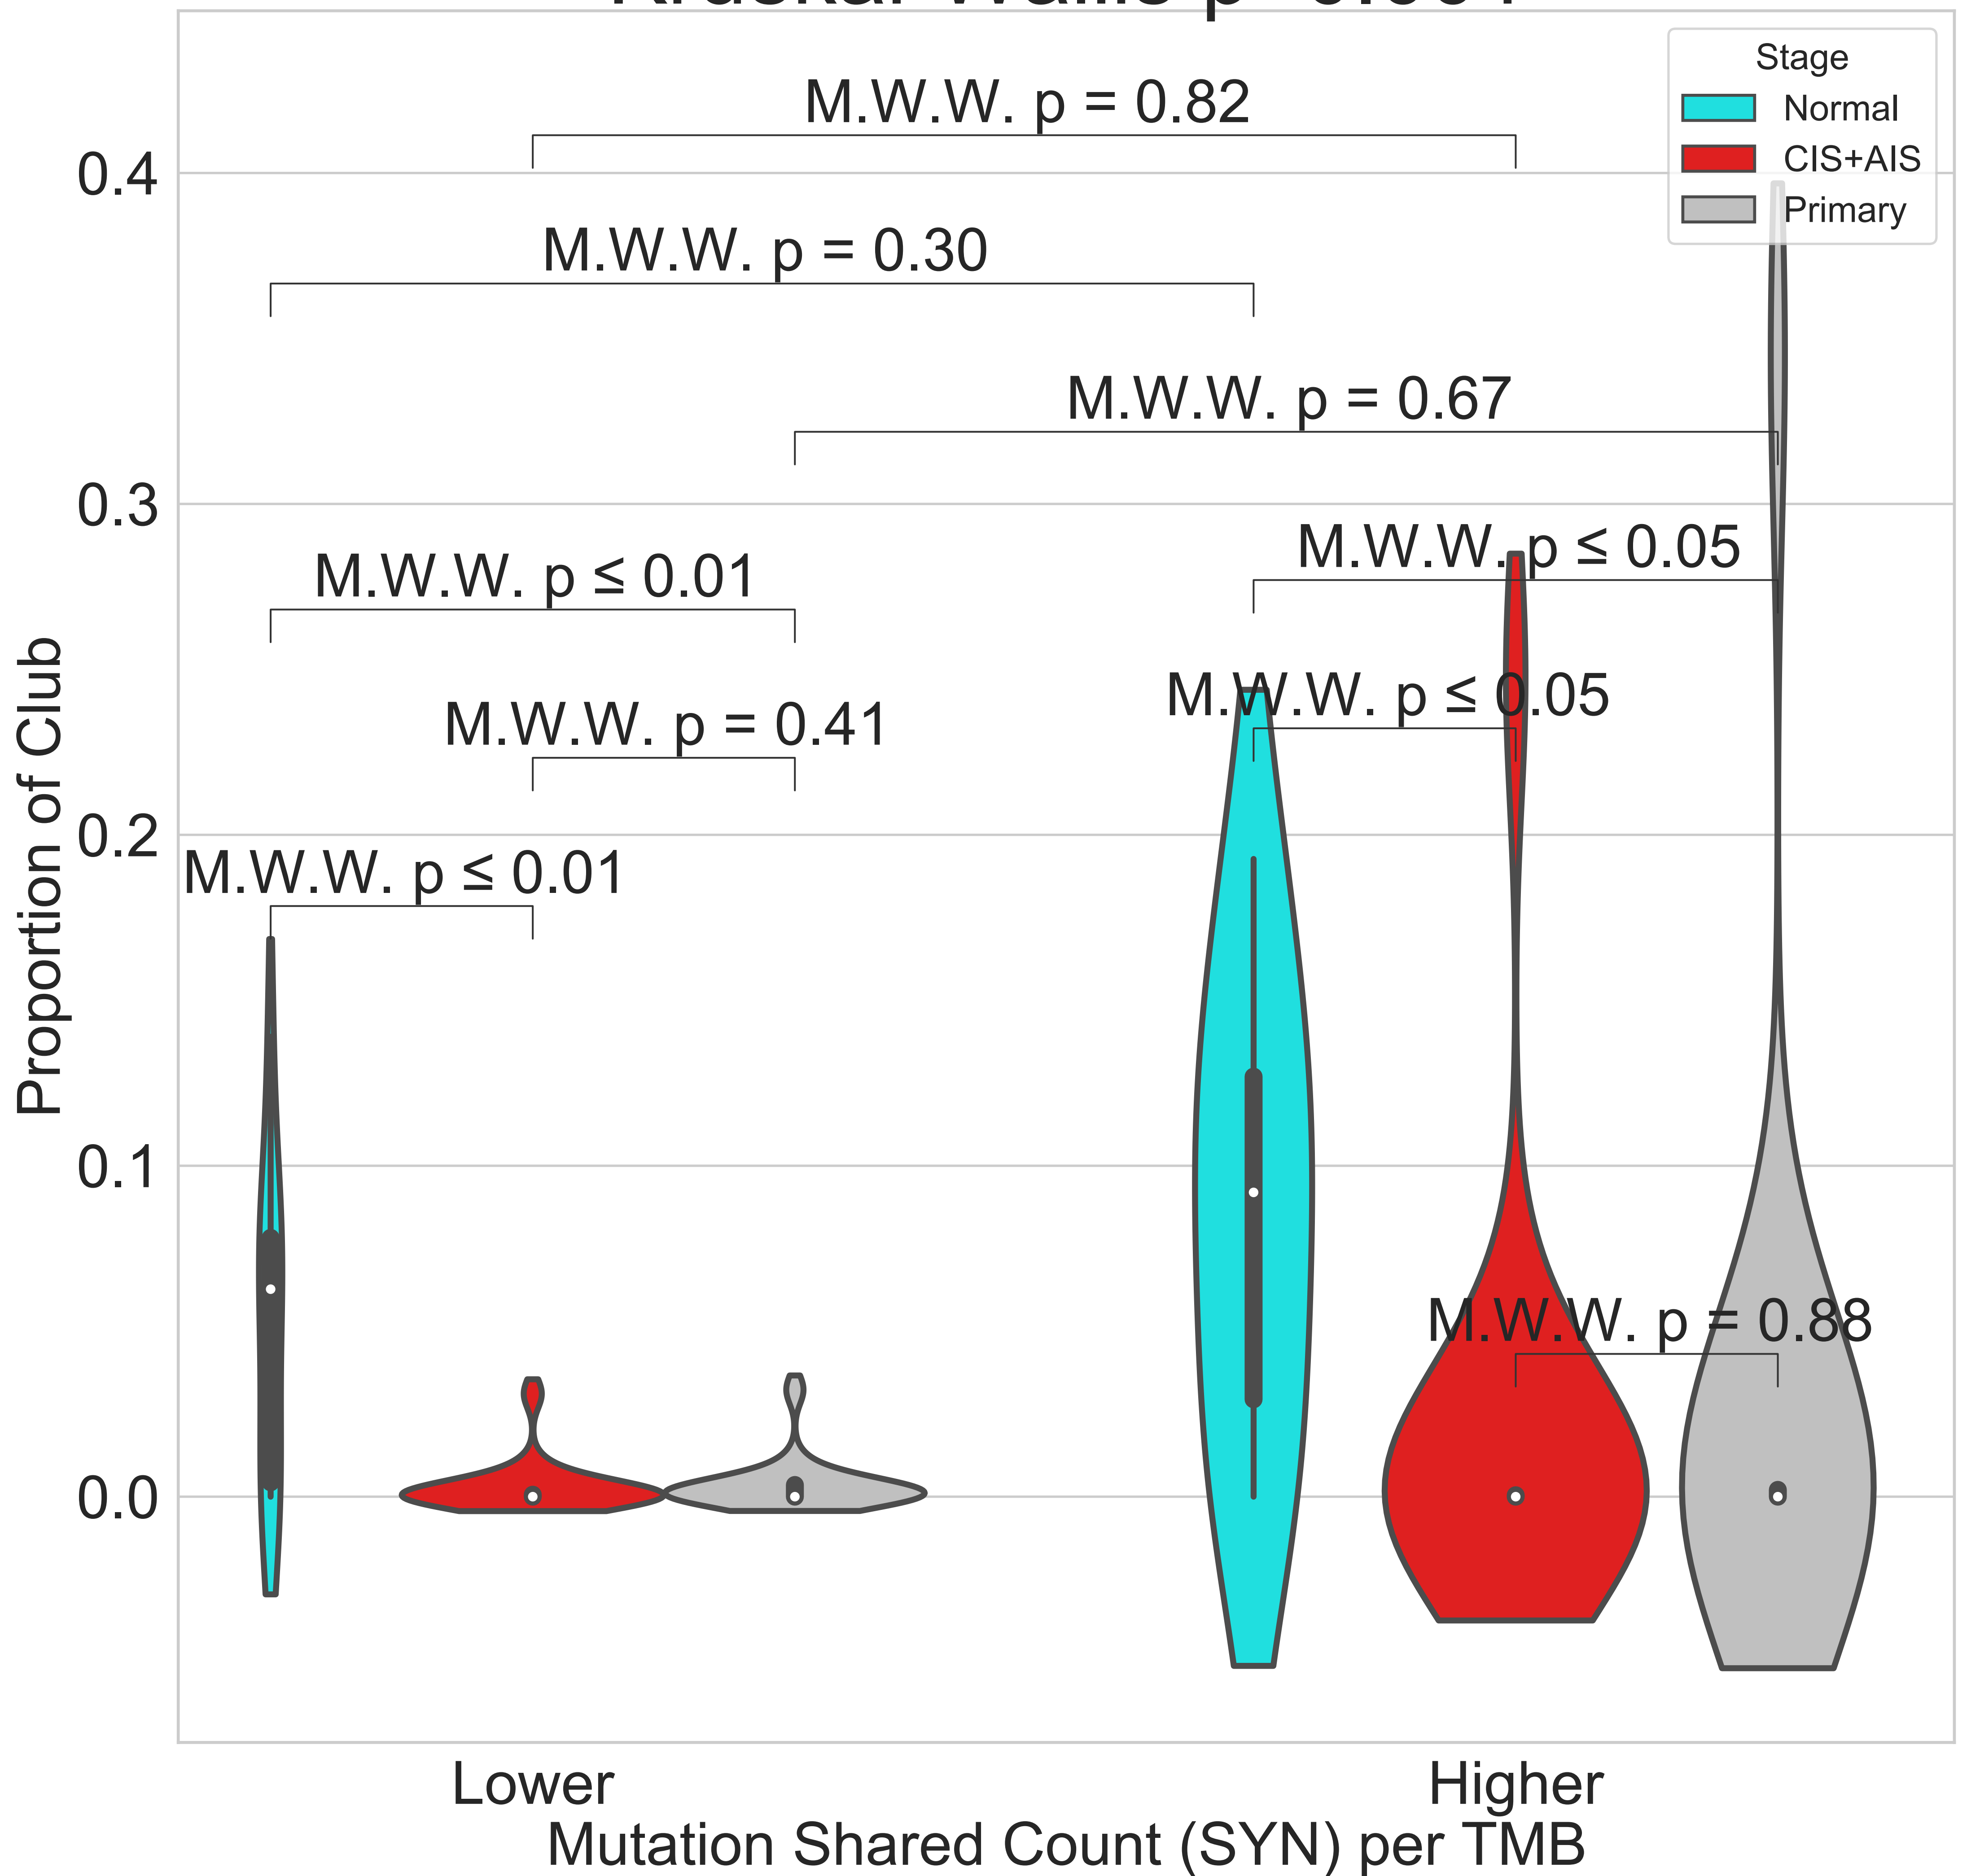 Stage
Normal
CIS+AIS
Primary
M.W.W. p = 0.82
M.W.W. p = 0.30
M.W.W. p = 0.67
M.W.W. p ≤ 0.05
M.W.W. p ≤ 0.01
M.W.W. p ≤ 0.05
M.W.W. p = 0.41
M.W.W. p ≤ 0.01
M.W.W. p = 0.88
0.4
0.3
0.2
0.1
0.0
Proportion of Club
Lower
Higher
Mutation Shared Count (SYN) per TMB